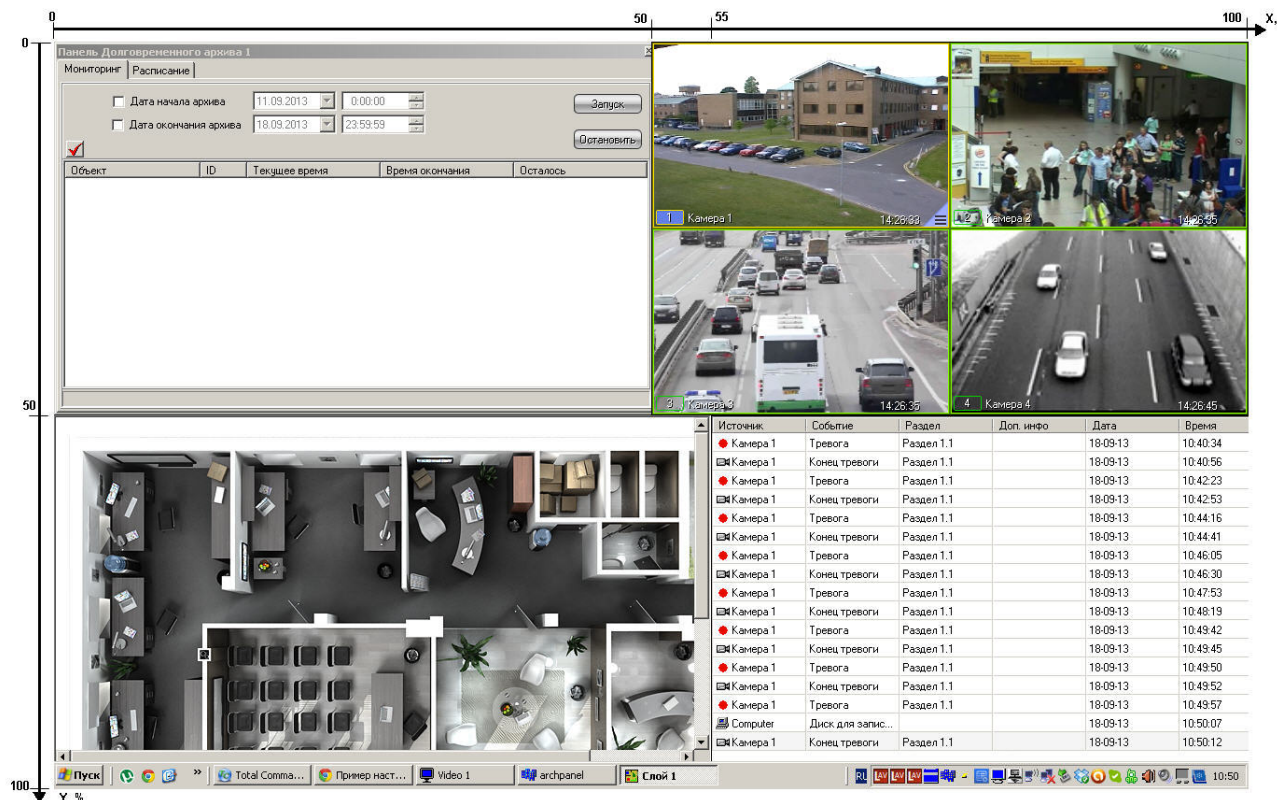 0 50 55 100 X,
0
Панель Долговременного архива 1
Мониторинг Расписание
Дата начала архива 11.09.2013 0:00:00 Запуск
Дата окончания архива 18.09.2013 23:59:59 Остановить
Объект ID Текущее время Время окончания Осталось
1 Камера 1 14:26:33
2 Камера 2 14:26:35
3 Камера 3 14:26:35
4 Камера 4 14:26:45
50
Источник Событие Раздел Доп. инфо Дата Время
Камера 1 Тревога Раздел 1.1 18-09-13 10:40:34
Камера 1 Конец тревоги Раздел 1.1 18-09-13 10:40:56
Камера 1 Тревога Раздел 1.1 18-09-13 10:42:23
Камера 1 Конец тревоги Раздел 1.1 18-09-13 10:42:53
Камера 1 Тревога Раздел 1.1 18-09-13 10:44:16
Камера 1 Конец тревоги Раздел 1.1 18-09-13 10:44:41
Камера 1 Тревога Раздел 1.1 18-09-13 10:46:05
Камера 1 Конец тревоги Раздел 1.1 18-09-13 10:46:30
Камера 1 Тревога Раздел 1.1 18-09-13 10:47:53
Камера 1 Конец тревоги Раздел 1.1 18-09-13 10:48:19
Камера 1 Тревога Раздел 1.1 18-09-13 10:49:42
Камера 1 Конец тревоги Раздел 1.1 18-09-13 10:49:45
Камера 1 Тревога Раздел 1.1 18-09-13 10:49:50
Камера 1 Конец тревоги Раздел 1.1 18-09-13 10:49:52
Камера 1 Тревога Раздел 1.1 18-09-13 10:49:57
Computer Диск для запис... 18-09-13 10:50:07
Камера 1 Конец тревоги Раздел 1.1 18-09-13 10:50:12
Пуск » Total Comma... Пример наст... Video 1 archpanel Слой 1 RL LAV LAV LAV 10:50
100
Y, %